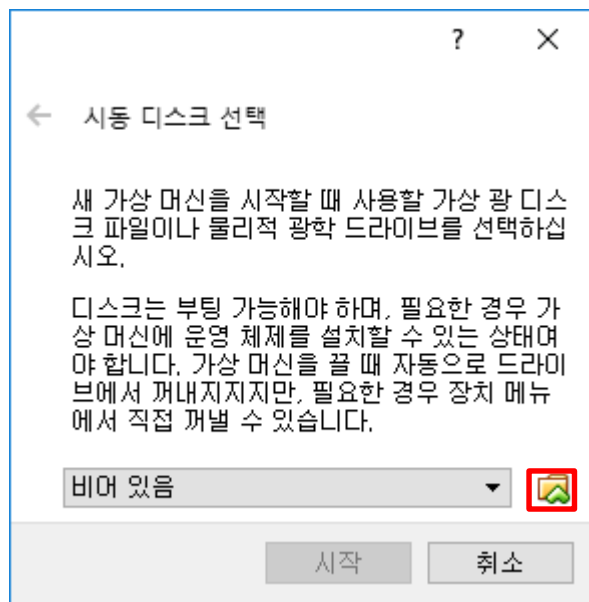 ?
시동 디스크 선택
새 가상 머신을 시작할 때 사용할 가상 광 디스
크 파일이나 물리적 광학 드라이브를 선택하십
시오.
디스크는 부팅 가능해야 하며, 필요한 경우 가
상 머신에 운영 체제를 설치할 수 있는 상태여
야 합니다. 가상 머신을 끌 때 자동으로 드라이
브에서 꺼내지지지만, 필요한 경우 장치 메뉴
에서 직접 꺼낼 수 있습니다.
비어 있음
시작 취소